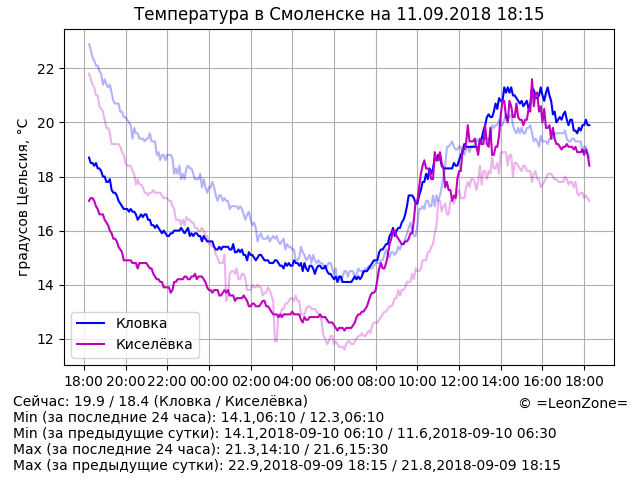 Температура в Смоленске на 11.09.2018 18:15
градусов Цельсия, °C
22
20
18
16
14
12
Кловка
Киселёвка
18:00 20:00 22:00 00:00 02:00 04:00 06:00 08:00 10:00 12:00 14:00 16:00 18:00
Сейчас: 19.9 / 18.4 (Кловка / Киселёвка)
© =LeonZone=
Min (за последние 24 часа): 14.1,06:10 / 12.3,06:10
Min (за предыдущие сутки): 14.1,2018-09-10 06:10 / 11.6,2018-09-10 06:30
Max (за последние 24 часа): 21.3,14:10 / 21.6,15:30
Max (за предыдущие сутки): 22.9,2018-09-09 18:15 / 21.8,2018-09-09 18:15